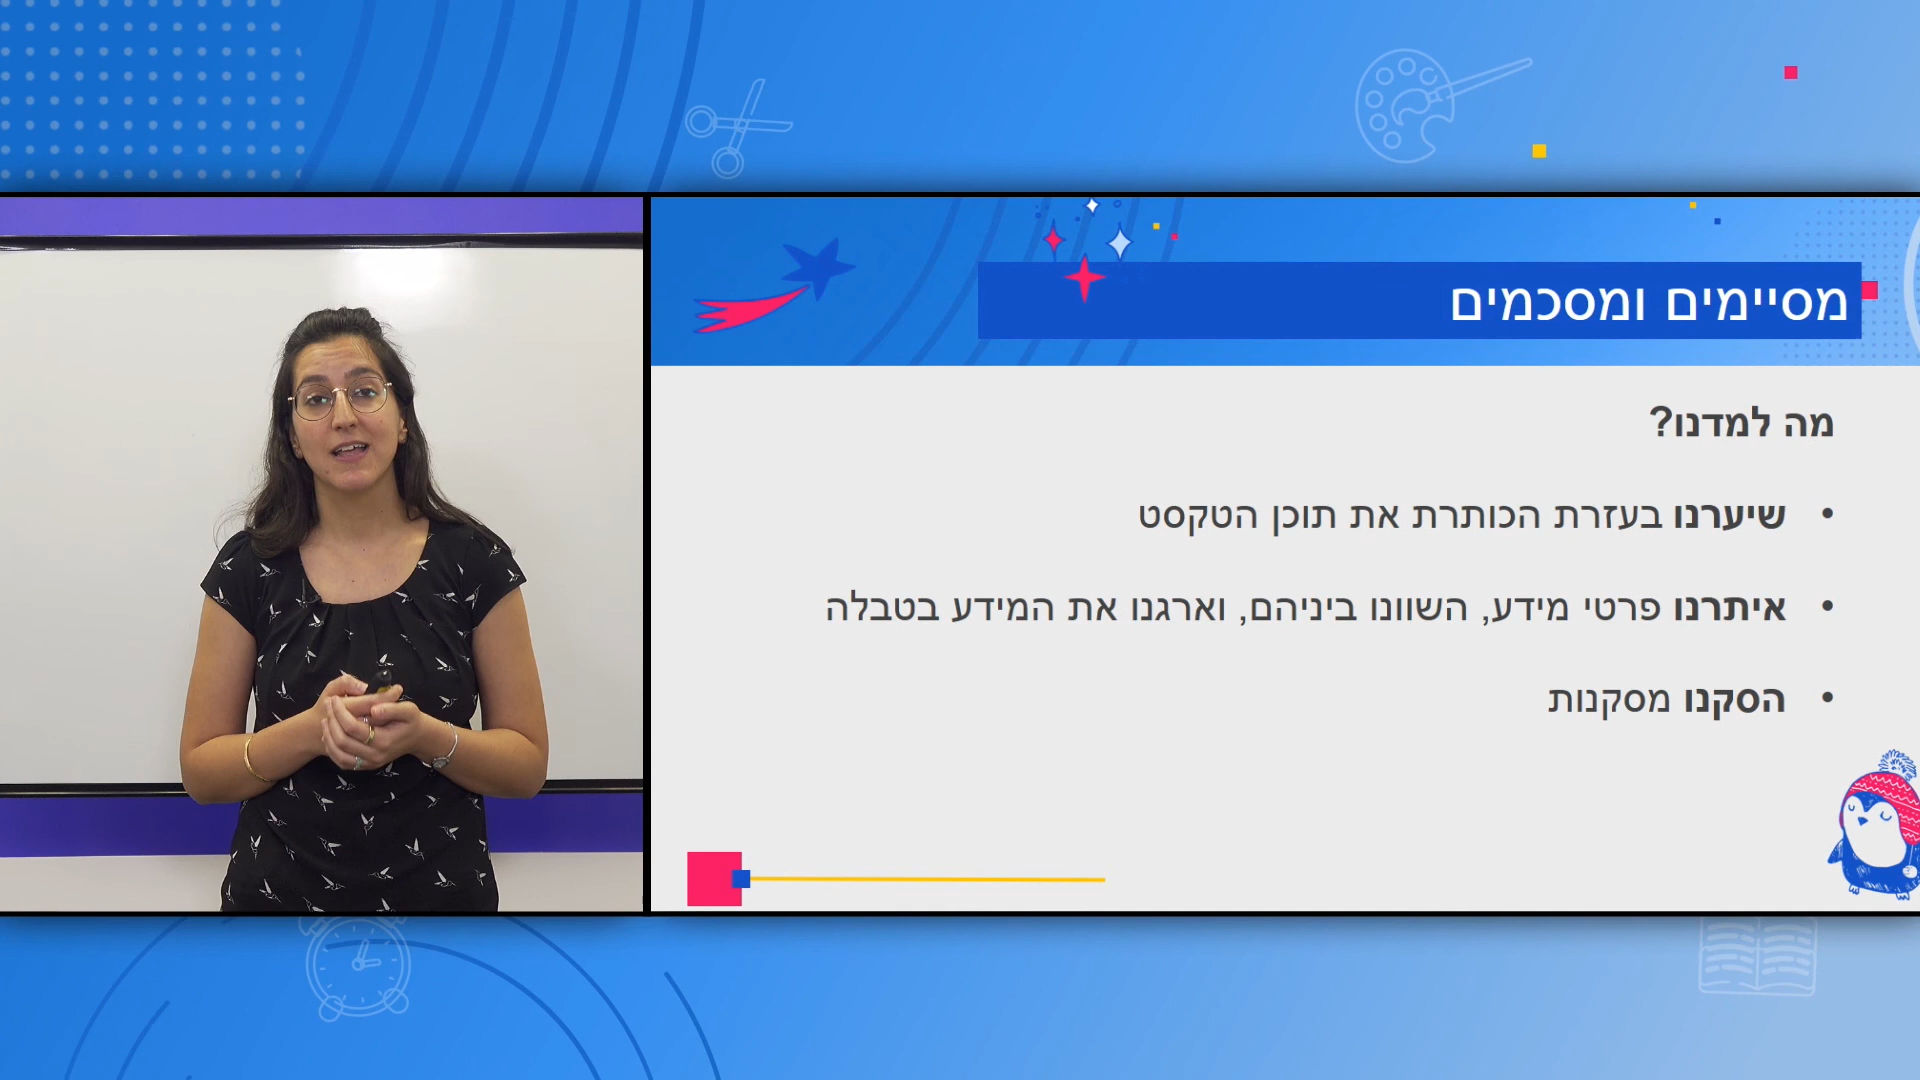 מסיימים ומסכמים
מה למדנו?
• שיערנו בעזרת הכותרת את תוכן הטקסט
• איתרנו פרטי מידע, השוונו ביניהם, וארגנו את המידע בטבלה
• הסקנו מסקנות